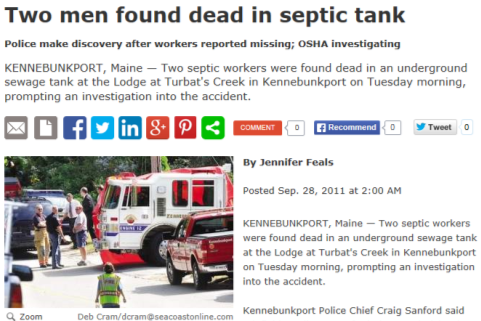 Two men found dead in septic tank
Police make discovery after workers reported missing; OSHA investigating
KENNEBUNKPORT, Maine — Two septic workers were found dead in an underground
sewage tank at the Lodge at Turbat's Creek in Kennebunkport on Tuesday morning,
prompting an investigation into the accident.
COMMENT 0 Recommend 0 Tweet 0
By Jennifer Feals
Posted Sep. 28, 2011 at 2:00 AM
KENNEBUNKPORT, Maine — Two septic workers
were found dead in an underground sewage tank
at the Lodge at Turbat's Creek in Kennebunkport
on Tuesday morning, prompting an investigation
into the accident.
Kennebunkport Police Chief Craig Sanford said
Zoom Deb Cram/dcram@seacoastonline.com